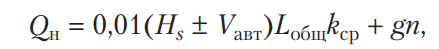 Qн = 0,01(Hs ± Vавт)Lобщkср + gn,